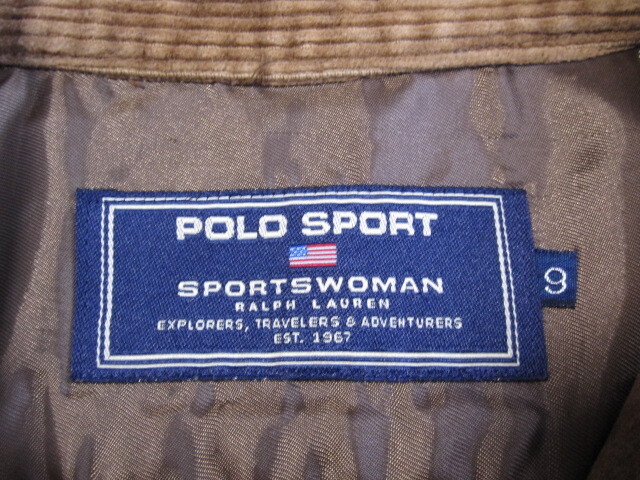 POLO SPORT
SPORTSWOMAN
RALPH LAUREN
EXPLORERS, TRAVELERS & ADVENTURERS
EST. 1967
9